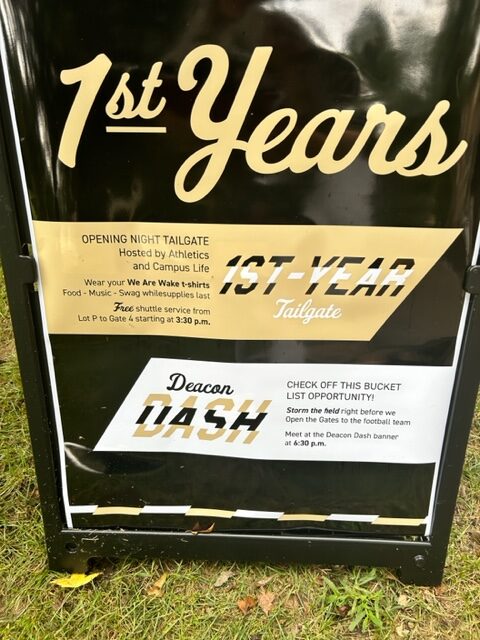 1st Years
OPENING NIGHT TAILGATE
Hosted by Athletics
and Campus Life
Wear your We Are Wake t-shirts
Food - Music - Swag whilesupplies last
Free shuttle service from
Lot P to Gate 4 starting at 3:30 p.m.
1ST-YEAR
Tailgate
Deacon
DASH
CHECK OFF THIS BUCKET
LIST OPPORTUNITY!
Storm the field right before we
Open the Gates to the football team
Meet at the Deacon Dash banner
at 6:30 p.m.